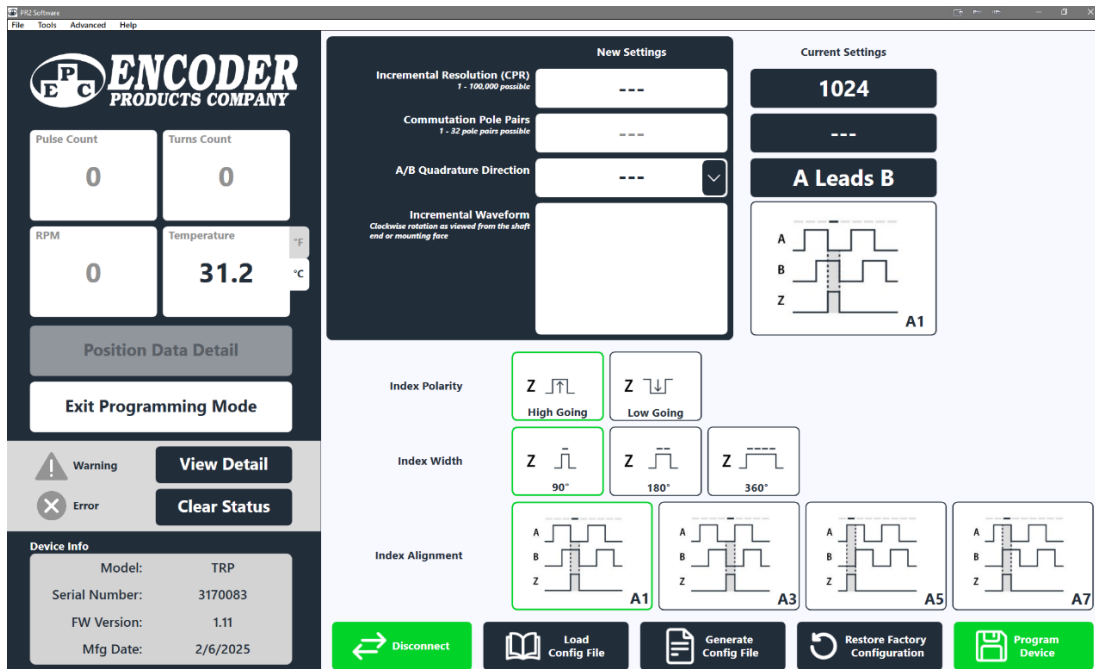 PR2 Software
File Tools Advanced Help
EPC ENCODER
PRODUCTS COMPANY
Pulse Count
0
Turns Count
0
RPM
0
Temperature
31.2
°F
°C
Position Data Detail
Exit Programming Mode
Warning
View Detail
Error
Clear Status
Device Info
Model: TRP
Serial Number: 3170083
FW Version: 1.11
Mfg Date: 2/6/2025
New Settings
Current Settings
Incremental Resolution (CPR)
1 - 100,000 possible
---
1024
Commutation Pole Pairs
1 - 32 pole pairs possible
---
---
A/B Quadrature Direction
---
A Leads B
Incremental Waveform
Clockwise rotation as viewed from the shaft
end or mounting face
A
B
Z
A1
Index Polarity
Z
High Going
Z
Low Going
Index Width
Z
90°
Z
180°
Z
360°
Index Alignment
A
B
Z
A1
A
B
Z
A3
A
B
Z
A5
A
B
Z
A7
Disconnect
Load
Config File
Generate
Config File
Restore Factory
Configuration
Program
Device